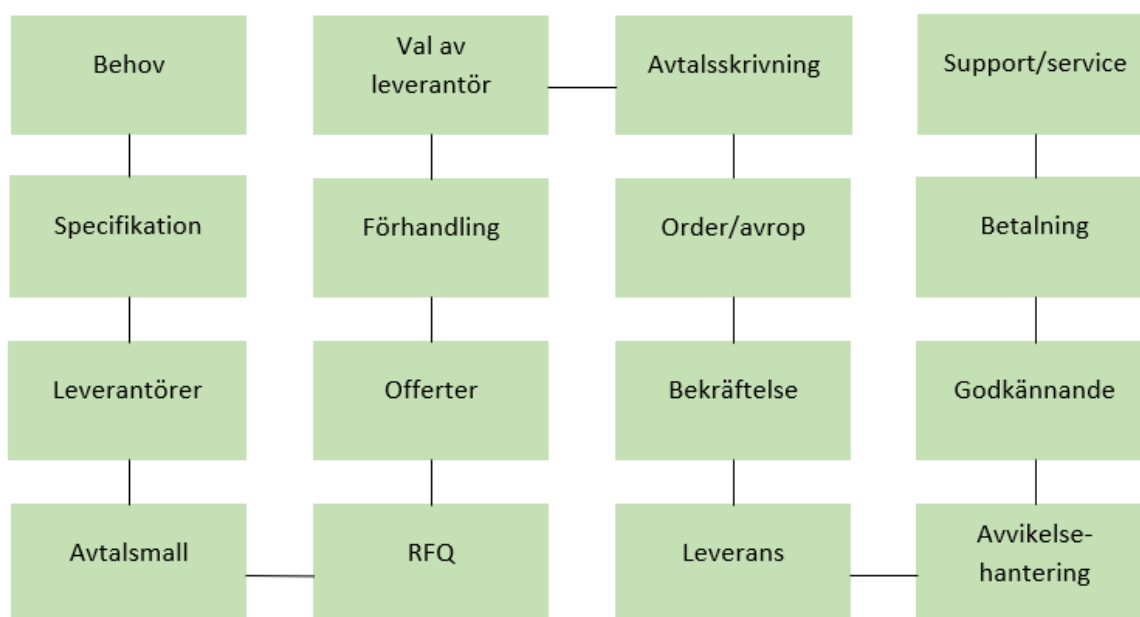 Behov
Specifikation
Leverantörer
Avtalsmall
RFQ
Offerter
Förhandling
Val av
leverantör
Avtalsskrivning
Order/avrop
Bekräftelse
Leverans
Avvikelse-
hantering
Godkännande
Betalning
Support/service